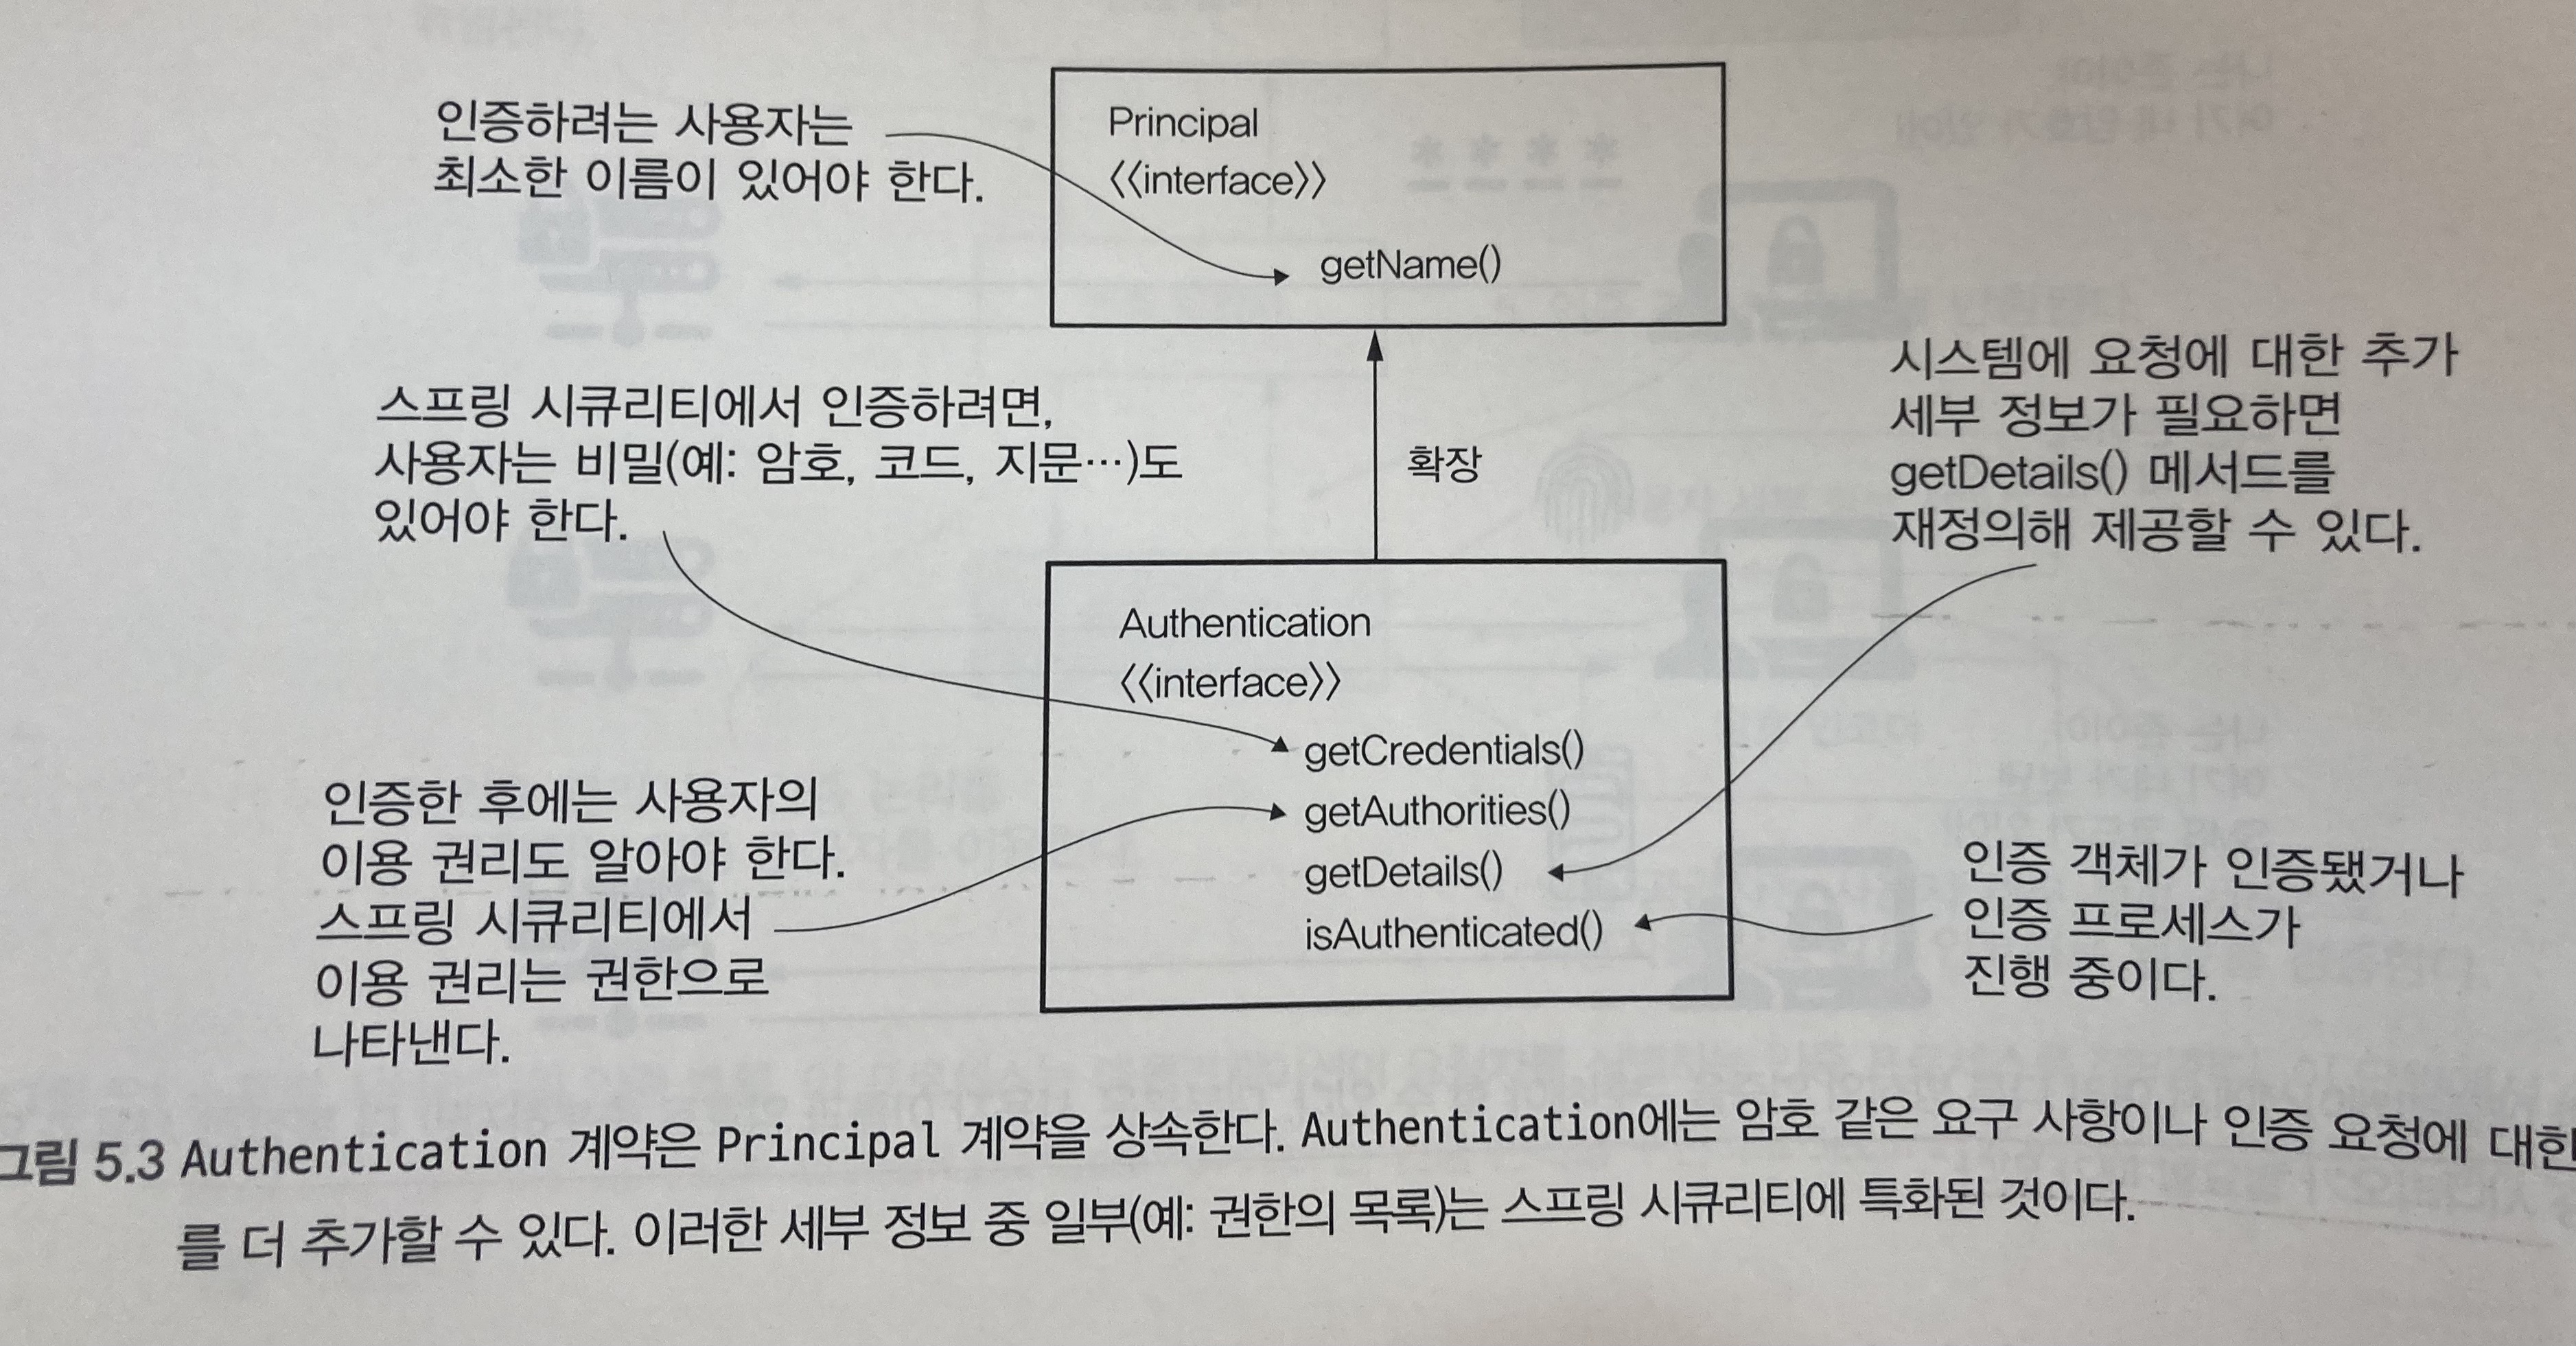 인증하려는 사용자는
최소한 이름이 있어야 한다.
Principal
<<interface>>
getName()
스프링 시큐리티에서 인증하려면,
사용자는 비밀(예: 암호, 코드, 지문…)도
있어야 한다.
확장
시스템에 요청에 대한 추가
세부 정보가 필요하면
getDetails() 메서드를
재정의해 제공할 수 있다.
Authentication
<<interface>>
getCredentials()
getAuthorities()
getDetails()
isAuthenticated()
인증한 후에는 사용자의
이용 권리도 알아야 한다.
스프링 시큐리티에서
이용 권리는 권한으로
나타낸다.
인증 객체가 인증됐거나
인증 프로세스가
진행 중이다.
그림 5.3 Authentication 계약은 Principal 계약을 상속한다. Authentication에는 암호 같은 요구 사항이나 인증 요청에 대한
를 더 추가할 수 있다. 이러한 세부 정보 중 일부(예: 권한의 목록)는 스프링 시큐리티에 특화된 것이다.